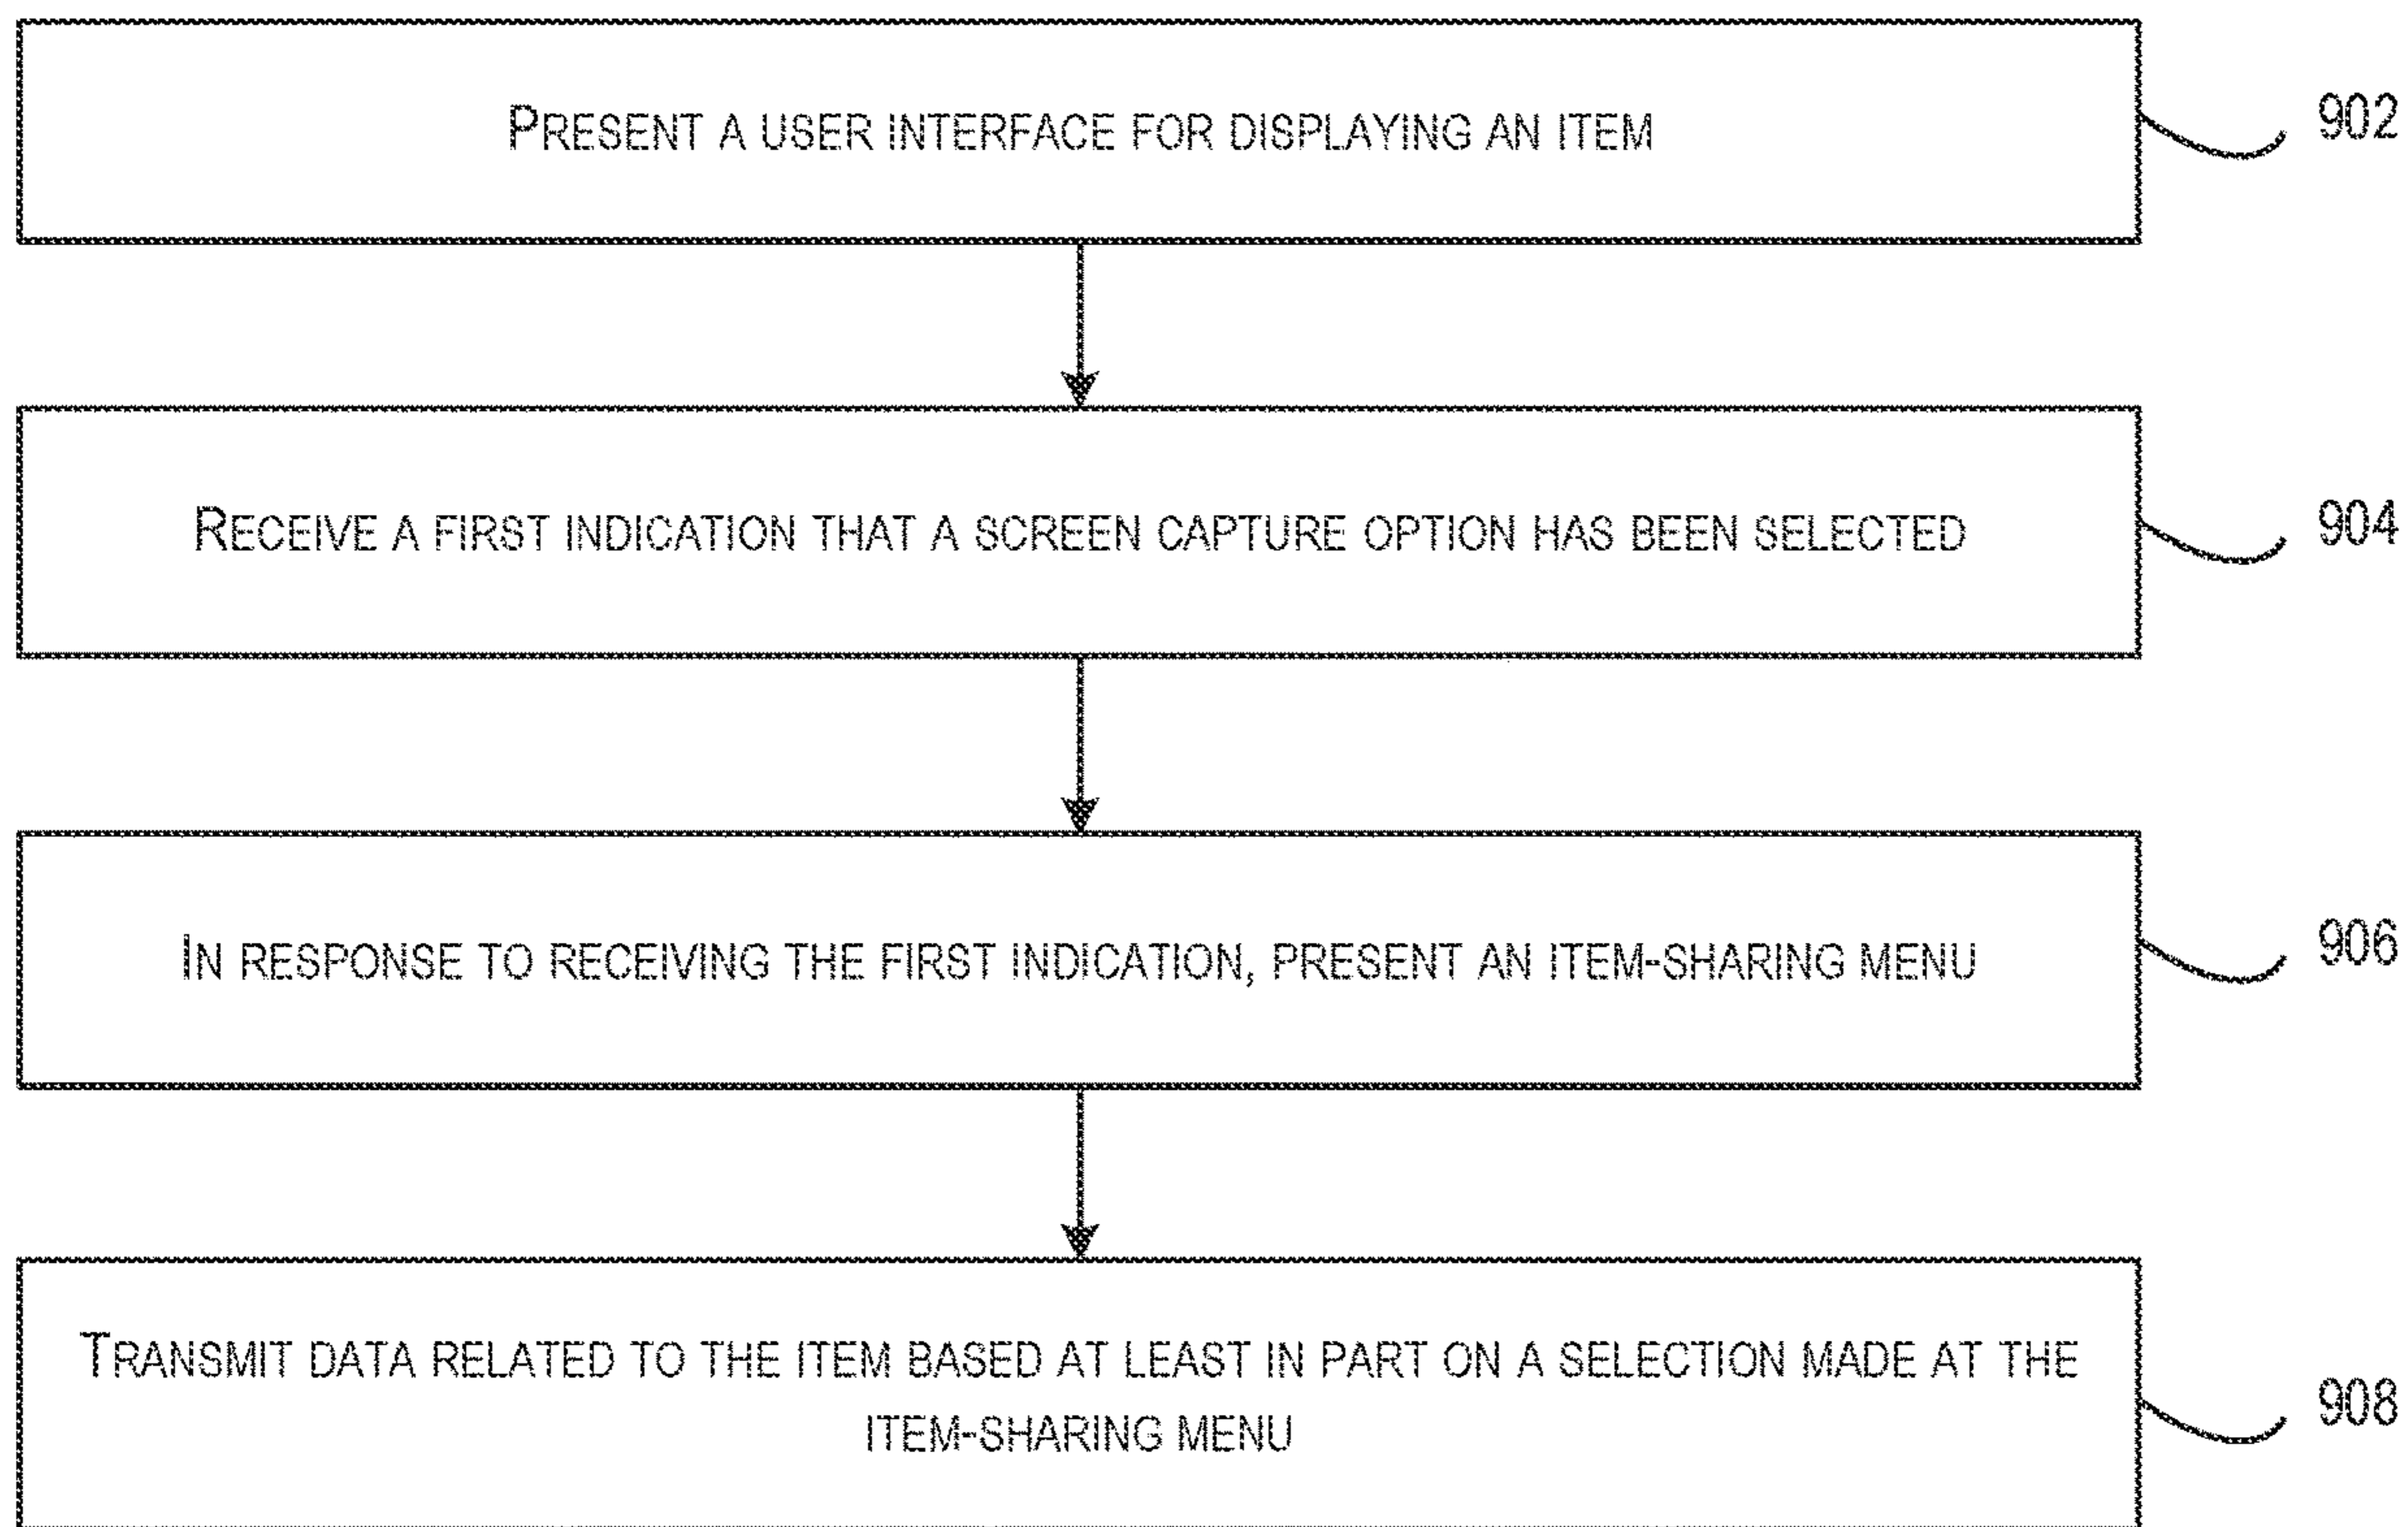 PRESENT A USER INTERFACE FOR DISPLAYING AN ITEM
902
RECEIVE A FIRST INDICATION THAT A SCREEN CAPTURE OPTION HAS BEEN SELECTED
904
IN RESPONSE TO RECEIVING THE FIRST INDICATION, PRESENT AN ITEM-SHARING MENU
906
TRANSMIT DATA RELATED TO THE ITEM BASED AT LEAST IN PART ON A SELECTION MADE AT THE
ITEM-SHARING MENU
908